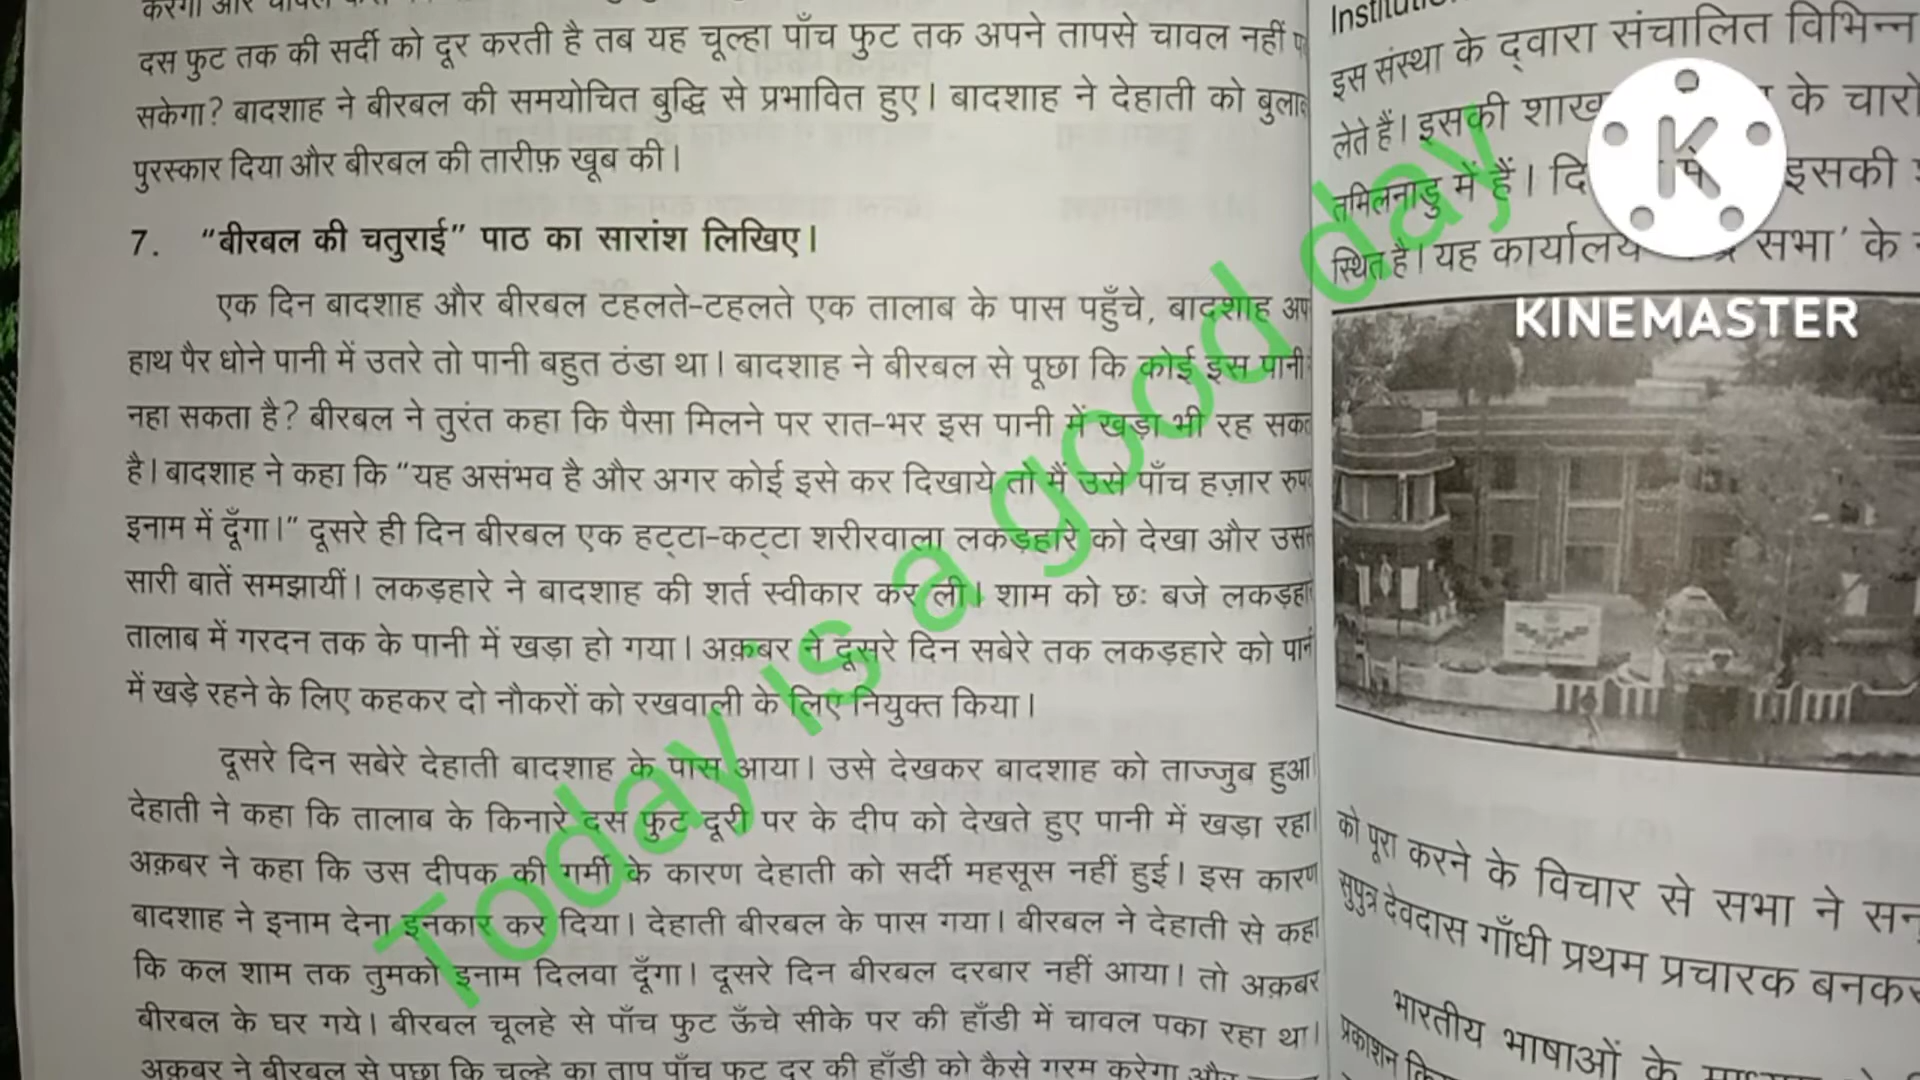 करेगा और चावल
दस फुट तक की सर्दी को दूर करती है तब यह चूल्हा पाँच फुट तक अपने तापसे चावल नहीं
सकेगा? बादशाह ने बीरबल की समयोचित बुद्धि से प्रभावित हुए। बादशाह ने देहाती को
पुरस्कार दिया और बीरबल की तारीफ़ खूब की।
7. “बीरबल की चतुराई” पाठ का सारांश लिखिए।
एक दिन बादशाह और बीरबल टहलते-टहलते एक तालाब के पास पहुँचे, बादशाह
हाथ पैर धोने पानी में उतरे तो पानी बहुत ठंडा था। बादशाह ने बीरबल से पूछा कि कोई इस पानी
नहा सकता है? बीरबल ने तुरंत कहा कि पैसा मिलने पर रात-भर इस पानी में खड़ा भी रह
है। बादशाह ने कहा कि “यह असंभव है और अगर कोई इसे कर दिखाये तो मैं उसे पाँच हज़ार
इनाम में दूँगा।” दूसरे ही दिन बीरबल एक हट्टा-कट्टा शरीरवाला लकड़हारे को देखा और
सारी बातें समझायीं। लकड़हारे ने बादशाह की शर्त स्वीकार कर ली। शाम को छः बजे
तालाब में गरदन तक के पानी में खड़ा हो गया। अक़बर ने दूसरे दिन सबेरे तक लकड़हारे को
में खड़े रहने के लिए कहकर दो नौकरों को रखवाली के लिए नियुक्त किया।
दूसरे दिन सबेरे देहाती बादशाह के पास आया। उसे देखकर बादशाह को ताज्जुब हुआ।
देहाती ने कहा कि तालाब के किनारे दस फुट दूरी पर के दीप को देखते हुए पानी में खड़ा रहा।
अक़बर ने कहा कि उस दीपक की गर्मी के कारण देहाती को सर्दी महसूस नहीं हुई। इस कारण
बादशाह ने इनाम देना इनकार कर दिया। देहाती बीरबल के पास गया। बीरबल ने देहाती से कहा
कि कल शाम तक तुमको इनाम दिलवा दूँगा। दूसरे दिन बीरबल दरबार नहीं आया। तो अक़बर
बीरबल के घर गये। बीरबल चूलहे से पाँच फुट ऊँचे सीके पर की हाँडी में चावल पका रहा था।
अक़बर ने बीरबल से पूछा कि चूल्हे का ताप पाँच फुट दूर की हाँडी को कैसे गरम करेगा और
Today is a good day
इस संस्था के द्वारा संचालित विभिन्न
लेते हैं। इसकी के चारों
तमिलनाडु में हैं। इसकी
स्थित है। यह कार्यालय सभा' के
K
KINEMASTER
को पूरा करने के विचार से सभा ने
सुपुत्र देवदास गाँधी प्रथम प्रचारक
भारतीय भाषाओं के
प्रकाशन